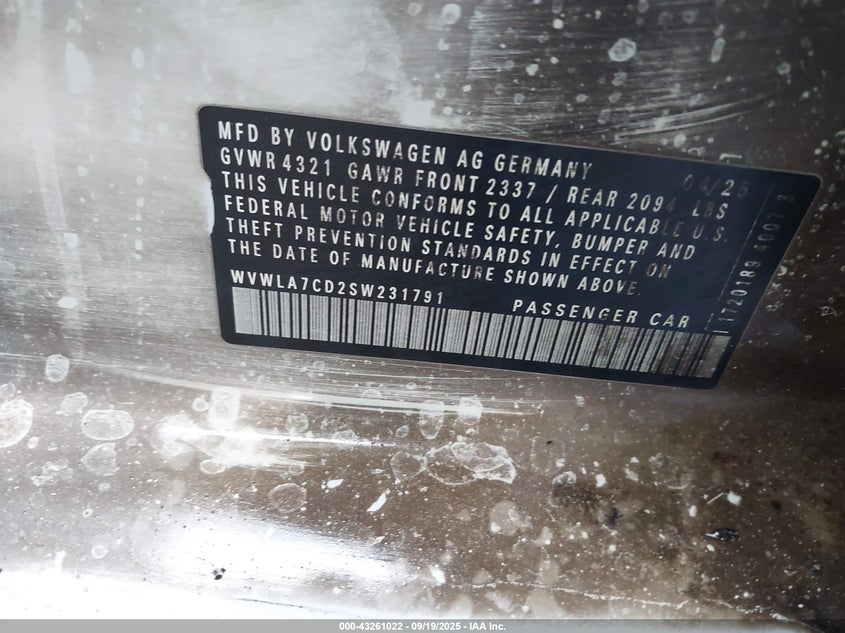 MFD BY VOLKSWAGEN AG GERMANY 04/25
GVWR 4321 GAWR FRONT 2337 / REAR 2094 LBS
THIS VEHICLE CONFORMS TO ALL APPLICABLE U.S.
FEDERAL MOTOR VEHICLE SAFETY, BUMPER AND
THEFT PREVENTION STANDARDS IN EFFECT ON
THE DATE OF MANUFACTURE SHOWN ABOVE.
WVWLA7CD2SW231791 PASSENGER CAR
000-43261022 - 09/19/2025 - IAA Inc.